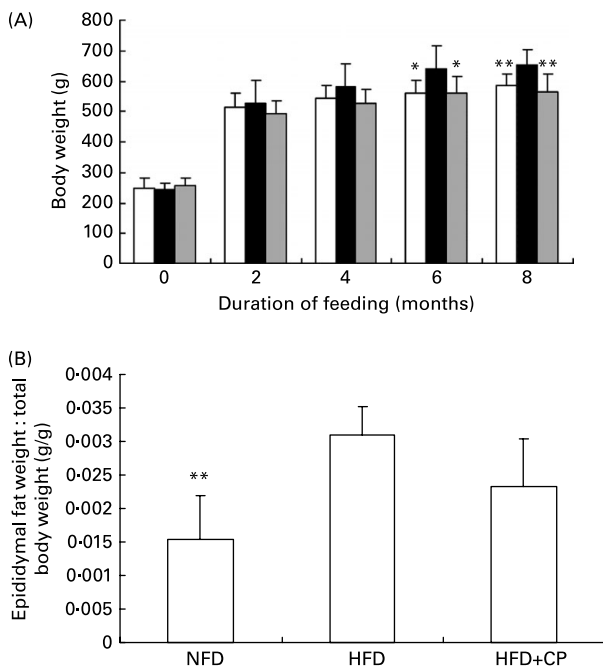 (A)
800
700
600
500
400
300
200
100
0
Body weight (g)
* * ** **
0 2 4 6 8
Duration of feeding (months)
(B)
0·004
0·035
0·003
0·025
0·002
0·015
0·001
0·005
0
Epididymal fat weight : total
body weight (g/g)
**
NFD HFD HFD+CP